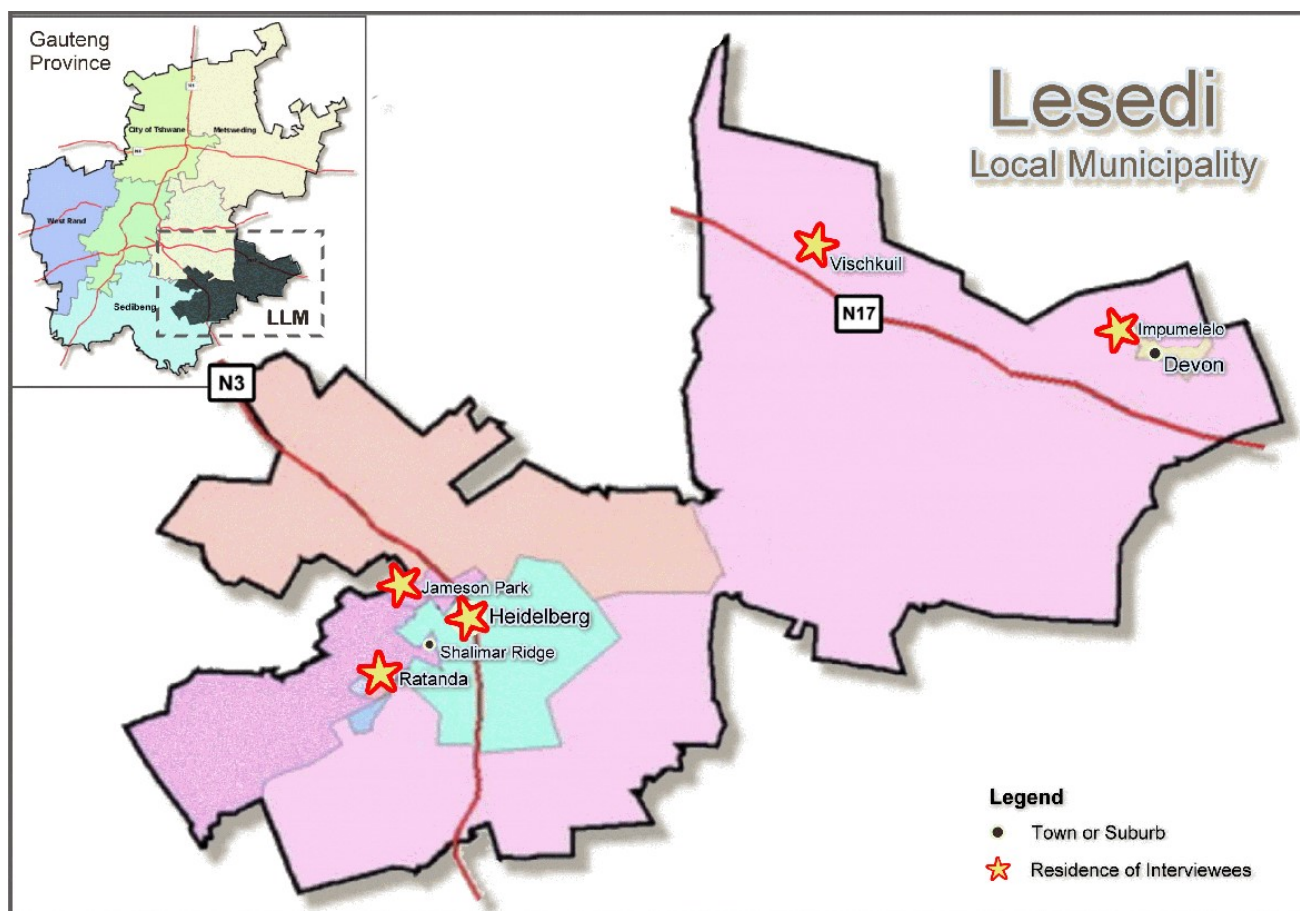 Gauteng
Province
City of Tshwane
Metsweding
West Rand
Sedibeng
LLM
Lesedi
Local Municipality
Vischkuil
N17
Impumelelo
Devon
N3
Jameson Park
Heidelberg
Shalimar Ridge
Ratanda
Legend
Town or Suburb
Residence of Interviewees